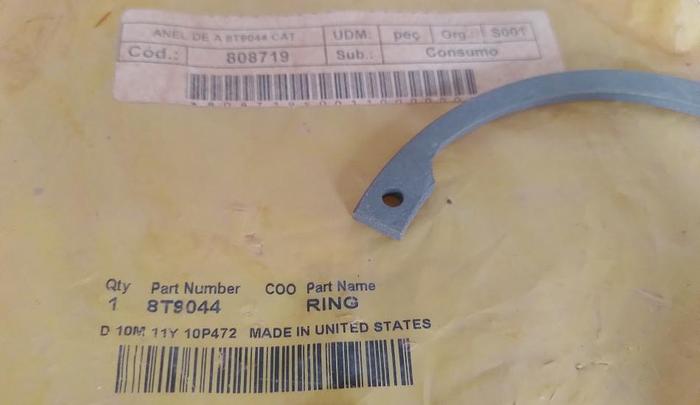 ANEL DE A 8T9044 CAT UDM: peç Grg.: S001
Cód.: 808719 Sub.: Consumo
Qty Part Number COO Part Name
1 8T9044 RING
D 10M 11Y 10P472 MADE IN UNITED STATES